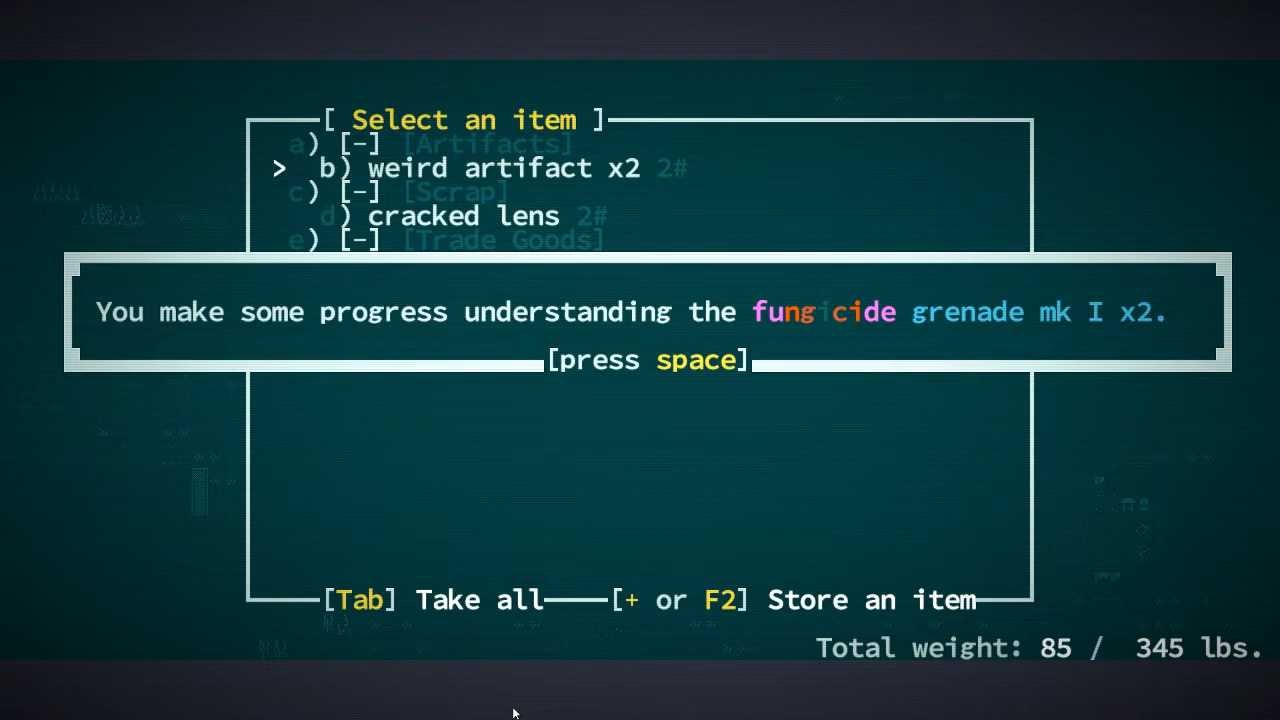 [ Select an item ]
a) [-] [Artifacts]
> b) weird artifact x2 2#
c) [-] [Scrap]
d) cracked lens 2#
e) [-] [Trade Goods]
You make some progress understanding the fungicide grenade mk I x2.
[press space]
[Tab] Take all [+ or F2] Store an item
Total weight: 85 / 345 lbs.